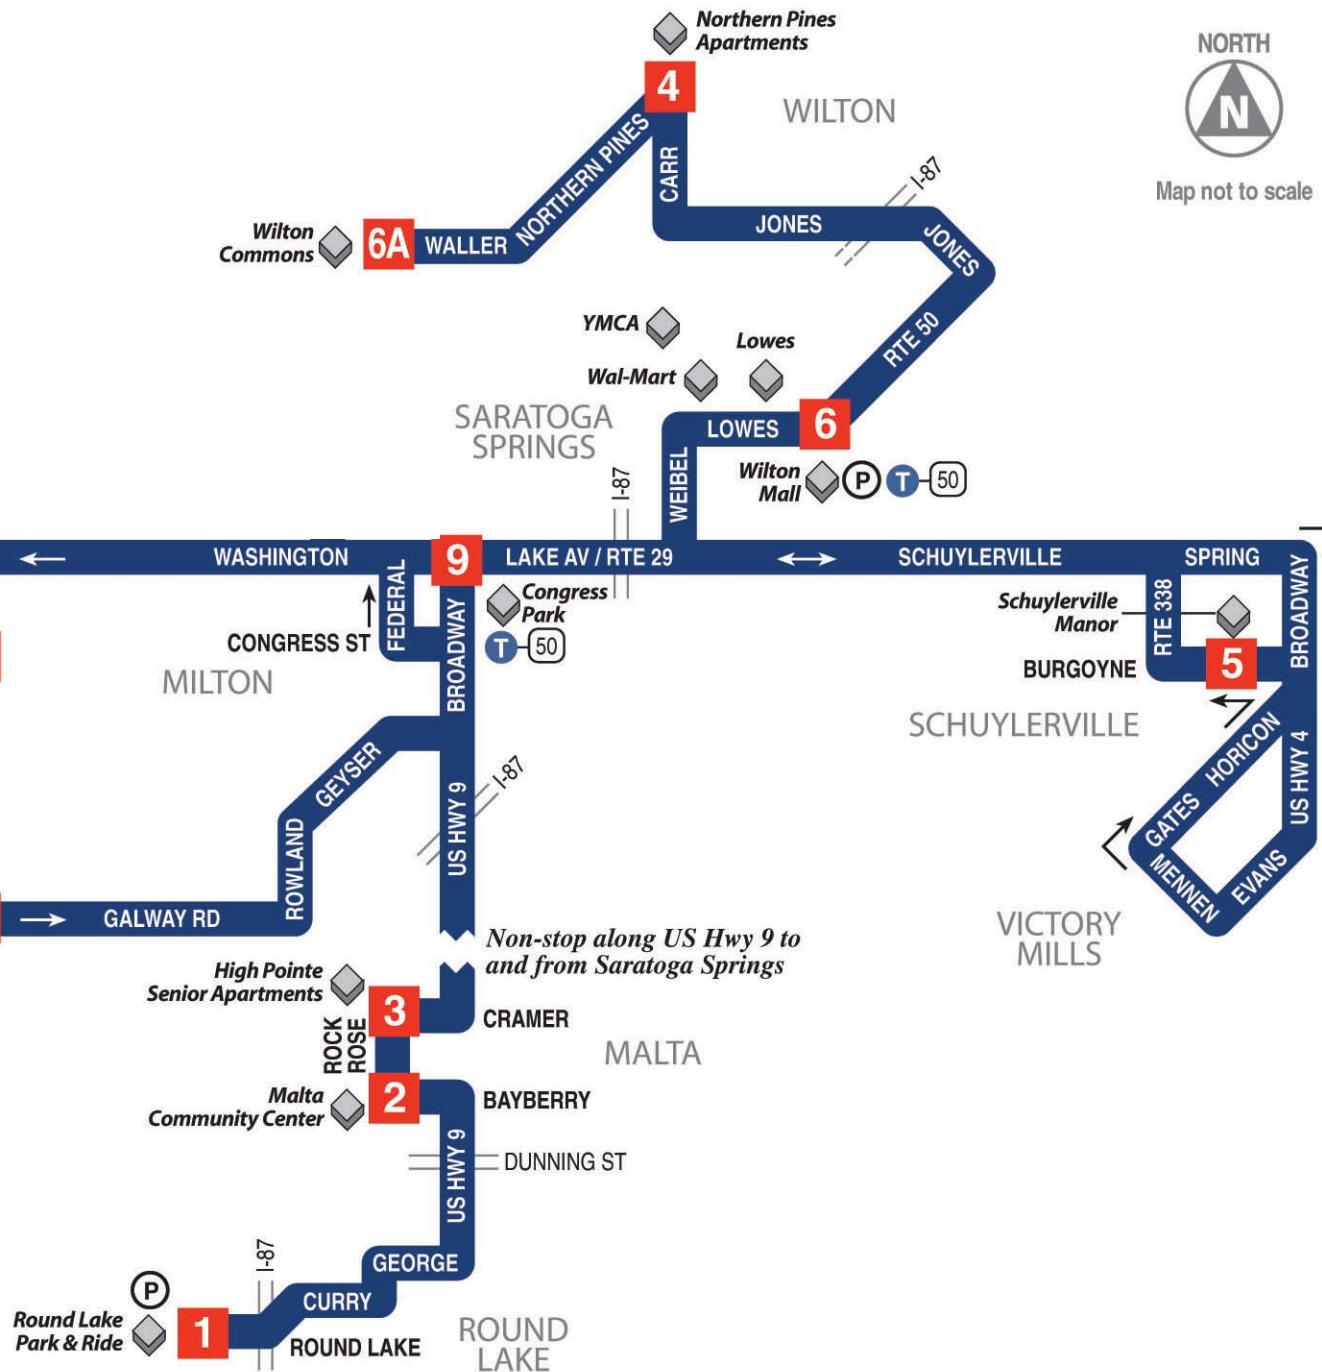 Northern Pines
Apartments
NORTH
N
Map not to scale
4
WILTON
NORTHERN PINES
CARR
I-87
Wilton
Commons
6A
WALLER
JONES
JONES
YMCA
Lowes
RTE 50
Wal-Mart
SARATOGA
SPRINGS
LOWES
6
WEIBEL
Wilton
Mall
P
T
50
I-87
WASHINGTON
9
LAKE AV / RTE 29
SCHUYLERVILLE
SPRING
FEDERAL
Congress
Park
T
50
CONGRESS ST
BROADWAY
Schuylerville
Manor
RTE 338
BROADWAY
BURGOYNE
5
MILTON
SCHUYLERVILLE
GEYSER
I-87
US HWY 9
HORICON
GATES
US HWY 4
ROWLAND
MENNEN
EVANS
GALWAY RD
VICTORY
MILLS
Non-stop along US Hwy 9 to
and from Saratoga Springs
High Pointe
Senior Apartments
3
CRAMER
ROCK
ROSE
MALTA
Malta
Community Center
2
BAYBERRY
US HWY 9
DUNNING ST
I-87
GEORGE
P
CURRY
Round Lake
Park & Ride
1
ROUND LAKE
ROUND
LAKE